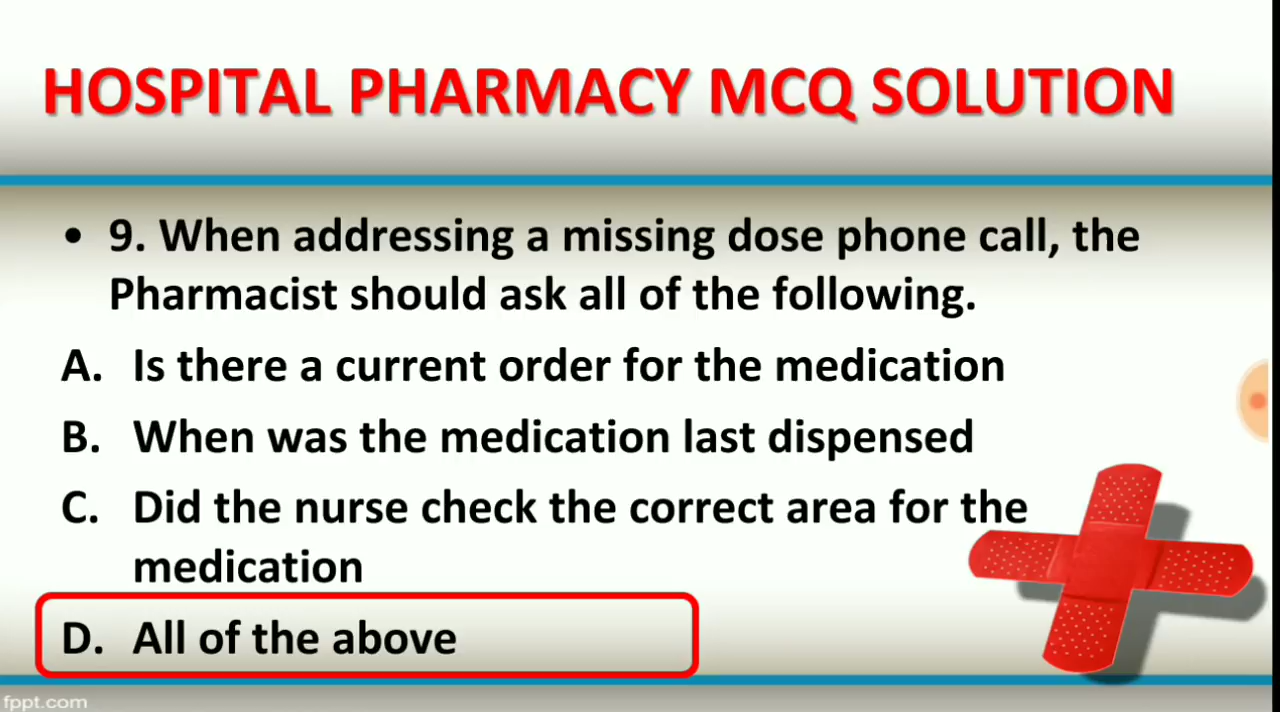 HOSPITAL PHARMACY MCQ SOLUTION
• 9. When addressing a missing dose phone call, the
Pharmacist should ask all of the following.
A. Is there a current order for the medication
B. When was the medication last dispensed
C. Did the nurse check the correct area for the
medication
D. All of the above
fppt.com